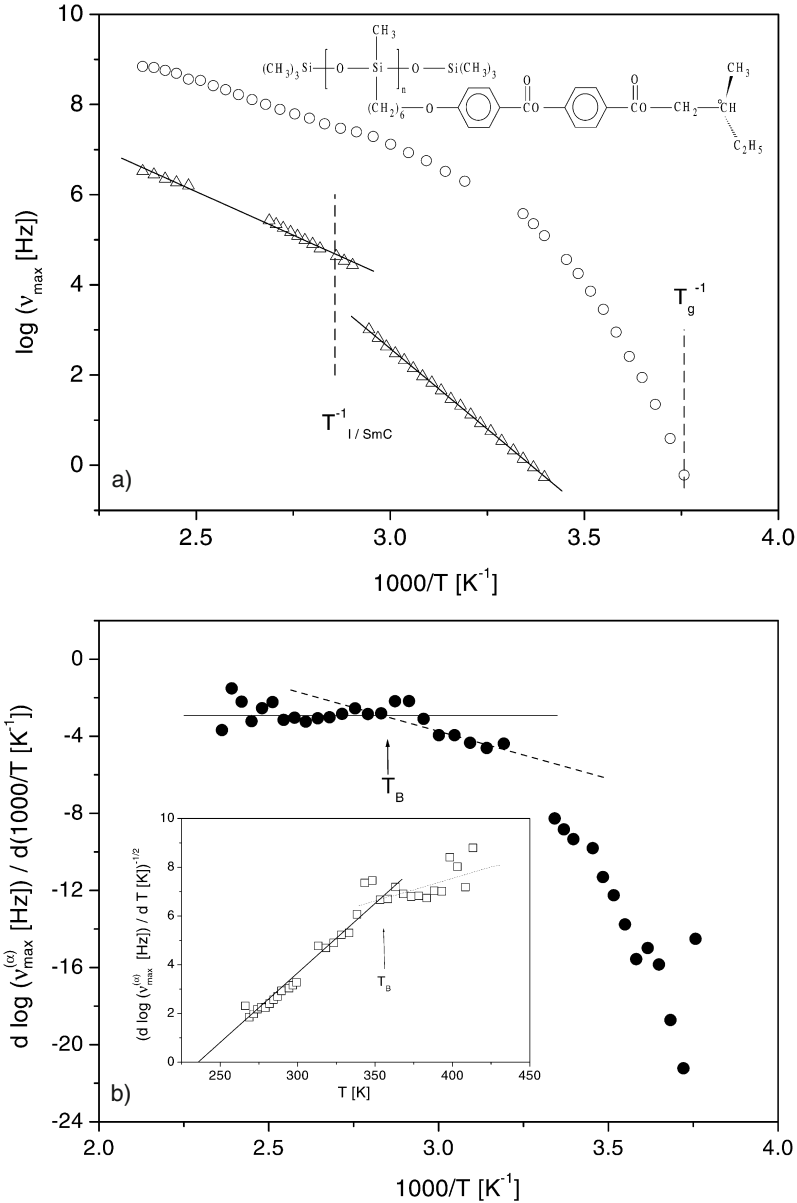 10
8
6
4
2
0
log (ν_max [Hz])
CH3
(CH3)3 Si — O — Si — O — Si(CH3)3
n
(CH2)6 — O — CO — O — CO — CH2 — CH
O O
CH3
C2H5
T_g^-1
T^-1 I / SmC
a)
2.5 3.0 3.5 4.0
1000/T [K^-1]
0
-4
-8
-12
-16
-20
-24
d log (ν_max^(α) [Hz]) / d(1000/T [K^-1])
T_B
10
8
6
4
2
0
(d log (ν_max^(α) [Hz]) / d T [K])^-1/2
T_B
250 300 350 400 450
T [K]
b)
2.0 2.5 3.0 3.5 4.0
1000/T [K^-1]